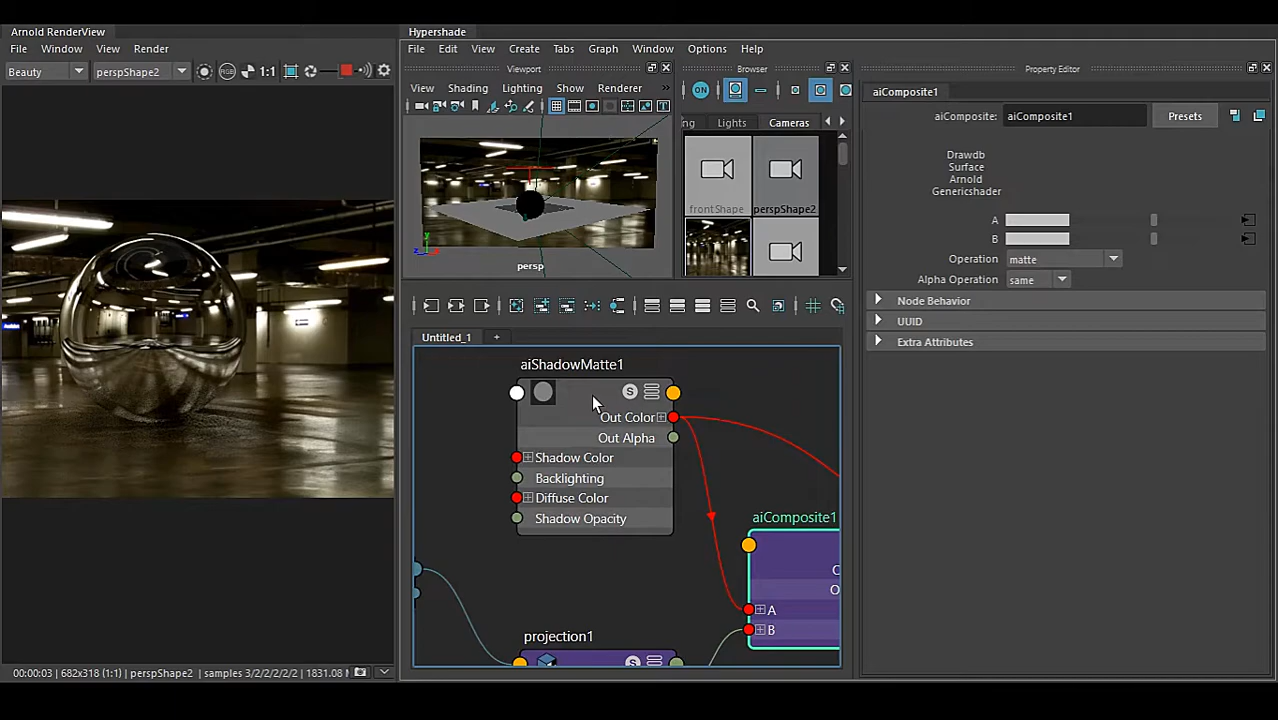 Arnold RenderView
File Window View Render
Beauty perspShape2 RGB 1:1
00:00:03 | 682x318 (1:1) | perspShape2 | samples 3/2/2/2/2/2 | 1831.08 M
Hypershade
File Edit View Create Tabs Graph Window Options Help
Viewport
View Shading Lighting Show Renderer »
persp
Browser
ON
ng Lights Cameras
frontShape perspShape2
Untitled_1 +
aiShadowMatte1
S
Out Color
Out Alpha
Shadow Color
Backlighting
Diffuse Color
Shadow Opacity
aiComposite1
A
B
projection1
S
Property Editor
aiComposite1
aiComposite: aiComposite1 Presets
Drawdb
Surface
Arnold
Genericshader
A
B
Operation matte
Alpha Operation same
Node Behavior
UUID
Extra Attributes